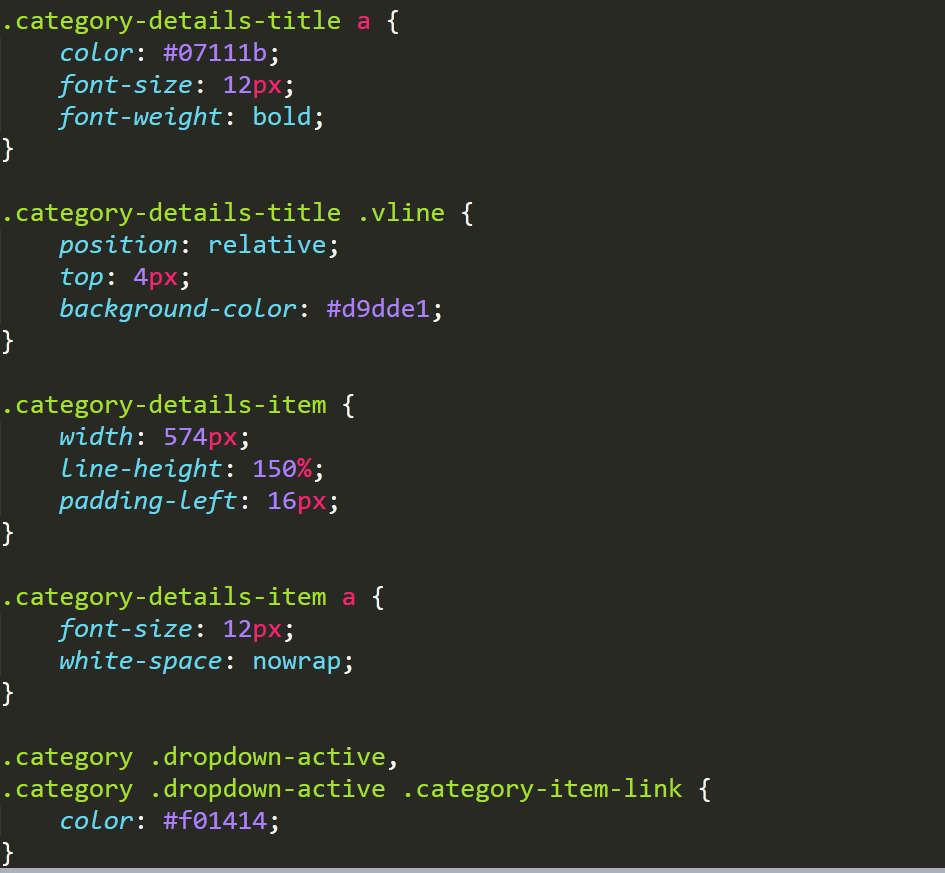 .category-details-title a {
    color: #07111b;
    font-size: 12px;
    font-weight: bold;
}

.category-details-title .vline {
    position: relative;
    top: 4px;
    background-color: #d9dde1;
}

.category-details-item {
    width: 574px;
    line-height: 150%;
    padding-left: 16px;
}

.category-details-item a {
    font-size: 12px;
    white-space: nowrap;
}

.category .dropdown-active,
.category .dropdown-active .category-item-link {
    color: #f01414;
}